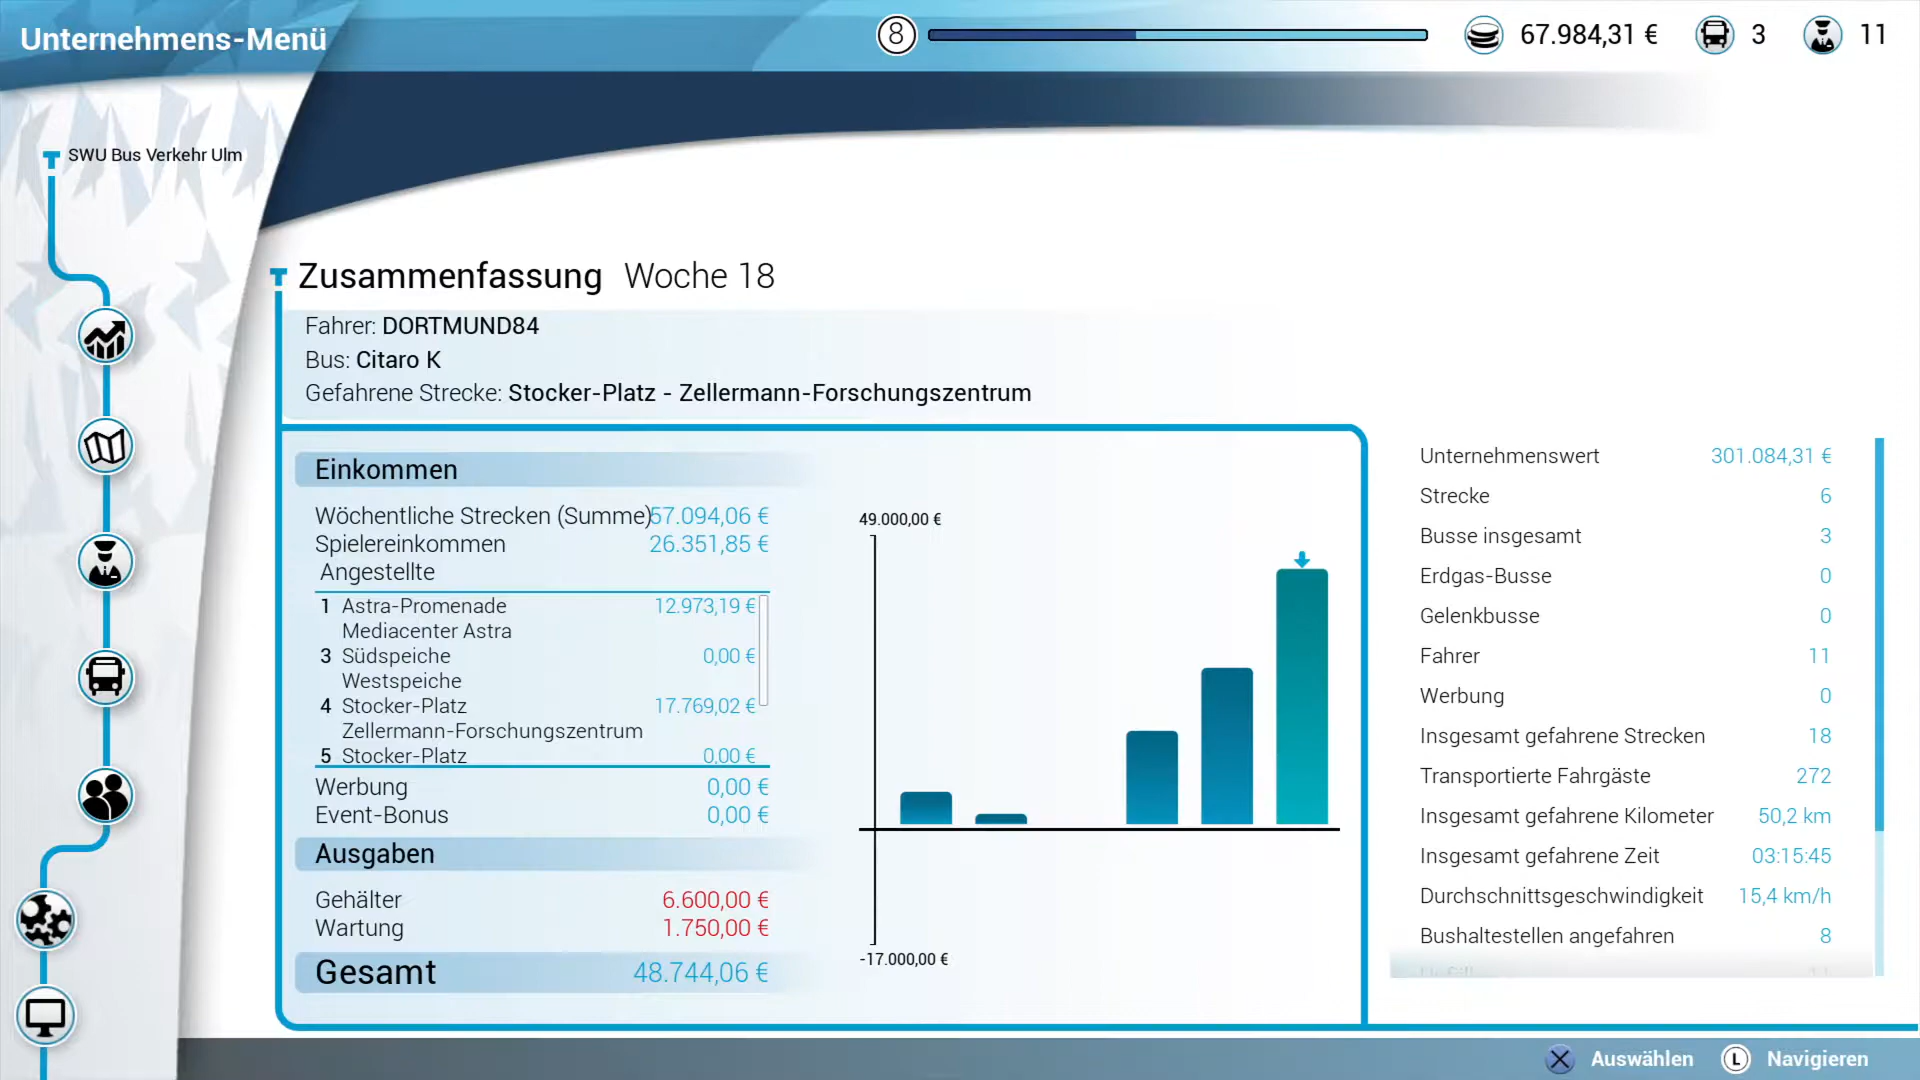 Unternehmens-Menü
8
67.984,31 €
3
11
SWU Bus Verkehr Ulm
Zusammenfassung Woche 18
Fahrer: DORTMUND84
Bus: Citaro K
Gefahrene Strecke: Stocker-Platz - Zellermann-Forschungszentrum
Einkommen
Wöchentliche Strecken (Summe) 57.094,06 €
Spielereinkommen 26.351,85 €
Angestellte
1 Astra-Promenade 12.973,19 €
Mediacenter Astra
3 Südspeiche 0,00 €
Westspeiche
4 Stocker-Platz 17.769,02 €
Zellermann-Forschungszentrum
5 Stocker-Platz 0,00 €
Werbung 0,00 €
Event-Bonus 0,00 €
Ausgaben
Gehälter 6.600,00 €
Wartung 1.750,00 €
Gesamt 48.744,06 €
49.000,00 €
-17.000,00 €
Unternehmenswert 301.084,31 €
Strecke 6
Busse insgesamt 3
Erdgas-Busse 0
Gelenkbusse 0
Fahrer 11
Werbung 0
Insgesamt gefahrene Strecken 18
Transportierte Fahrgäste 272
Insgesamt gefahrene Kilometer 50,2 km
Insgesamt gefahrene Zeit 03:15:45
Durchschnittsgeschwindigkeit 15,4 km/h
Bushaltestellen angefahren 8
Auswählen
L Navigieren